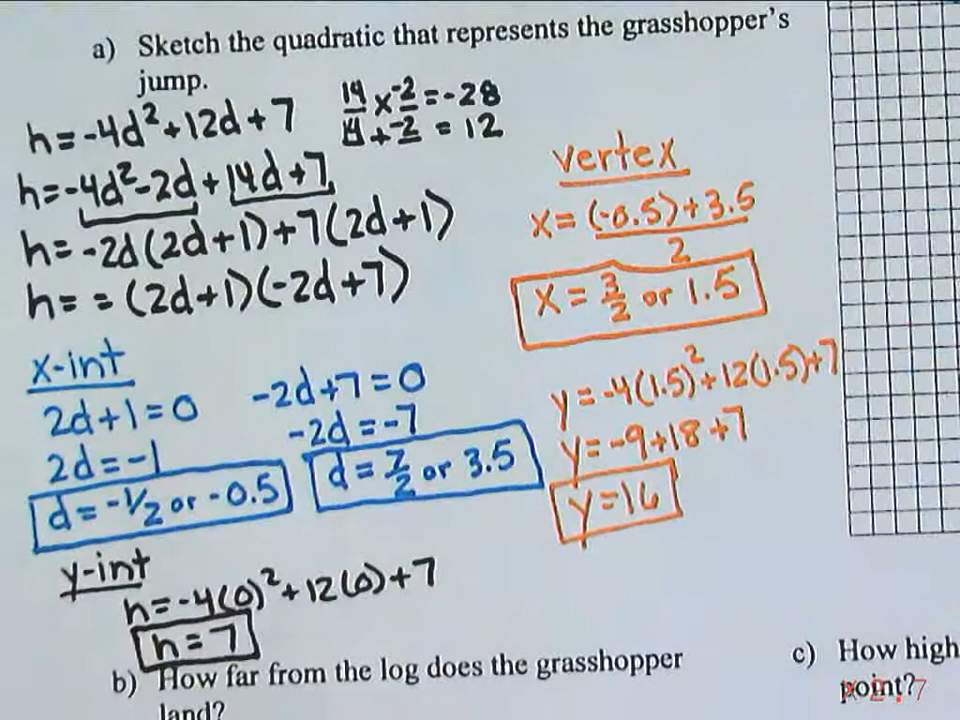 a) Sketch the quadratic that represents the grasshopper's
jump.
h=-4d²+12d+7
14 x -2 = -28
14 + -2 = 12
h=-4d²-2d+14d+7
h=-2d(2d+1)+7(2d+1)
h= = (2d+1)(-2d+7)
x-int
2d+1=0
2d=-1
d=-1/2 or -0.5
-2d+7=0
-2d=-7
d=7/2 or 3.5
y-int
h=-4(0)²+12(0)+7
h=7
vertex
x=(-0.5)+3.5
2
x=3/2 or 1.5
y=-4(1.5)²+12(1.5)+7
y=-9+18+7
y=16
b) How far from the log does the grasshopper
land?
c) How high
point?